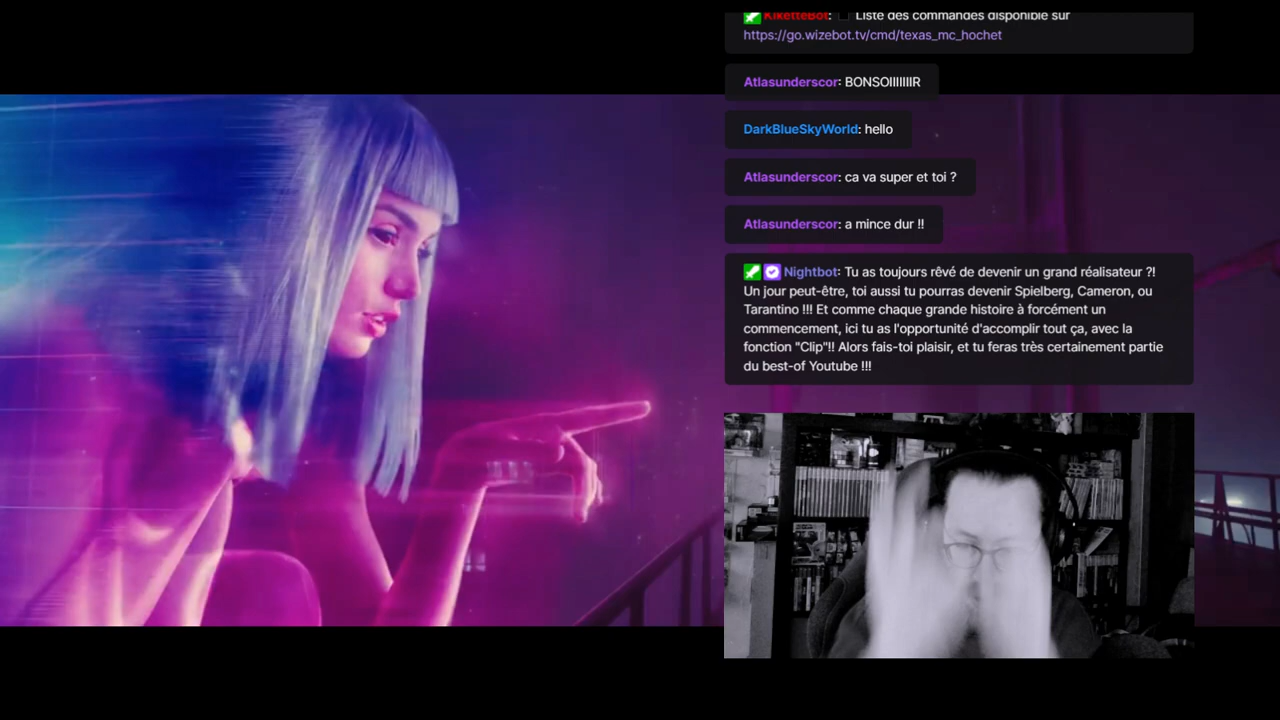 KiketteBot: Liste des commandes disponible sur
https://go.wizebot.tv/cmd/texas_mc_hochet
Atlasunderscor: BONSOIIIIIIIR
DarkBlueSkyWorld: hello
Atlasunderscor: ca va super et toi ?
Atlasunderscor: a mince dur !!
Nightbot: Tu as toujours rêvé de devenir un grand réalisateur ?!
Un jour peut-être, toi aussi tu pourras devenir Spielberg, Cameron, ou
Tarantino !!! Et comme chaque grande histoire à forcément un
commencement, ici tu as l'opportunité d'accomplir tout ça, avec la
fonction "Clip"!! Alors fais-toi plaisir, et tu feras très certainement partie
du best-of Youtube !!!